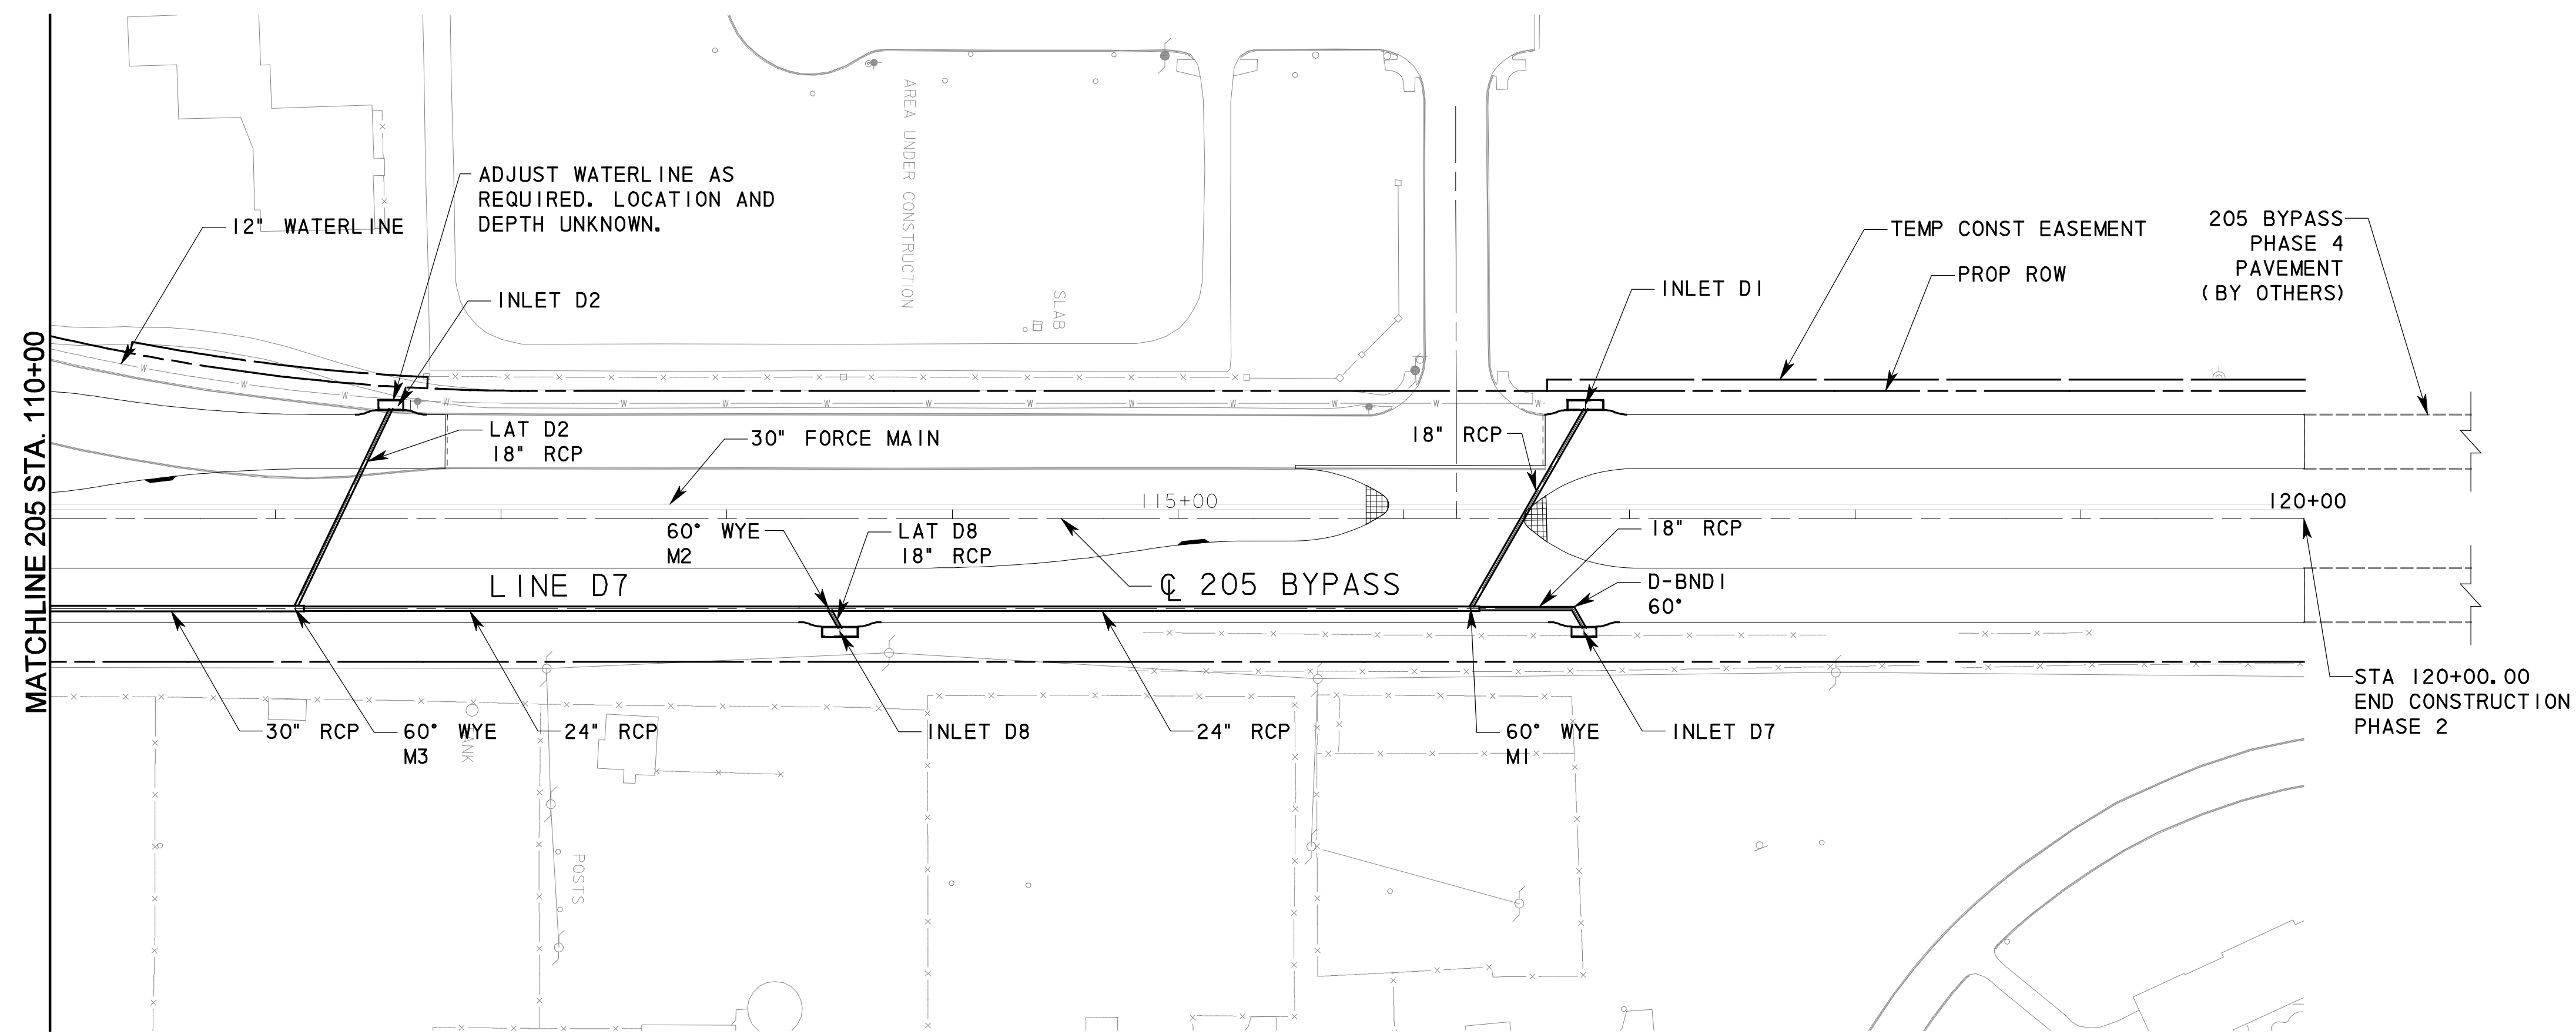 MATCHLINE 205 STA. 110+00
12" WATERLINE
ADJUST WATERLINE AS
REQUIRED. LOCATION AND
DEPTH UNKNOWN.
INLET D2
AREA UNDER CONSTRUCTION
SLAB
TEMP CONST EASEMENT
PROP ROW
205 BYPASS
PHASE 4
PAVEMENT
(BY OTHERS)
INLET D1
LAT D2
18" RCP
30" FORCE MAIN
18" RCP
115+00
120+00
60° WYE
M2
LAT D8
18" RCP
18" RCP
LINE D7
℄ 205 BYPASS
D-BND1
60°
30" RCP
60° WYE
M3
24" RCP
INLET D8
24" RCP
60° WYE
M1
INLET D7
STA 120+00.00
END CONSTRUCTION
PHASE 2
POSTS